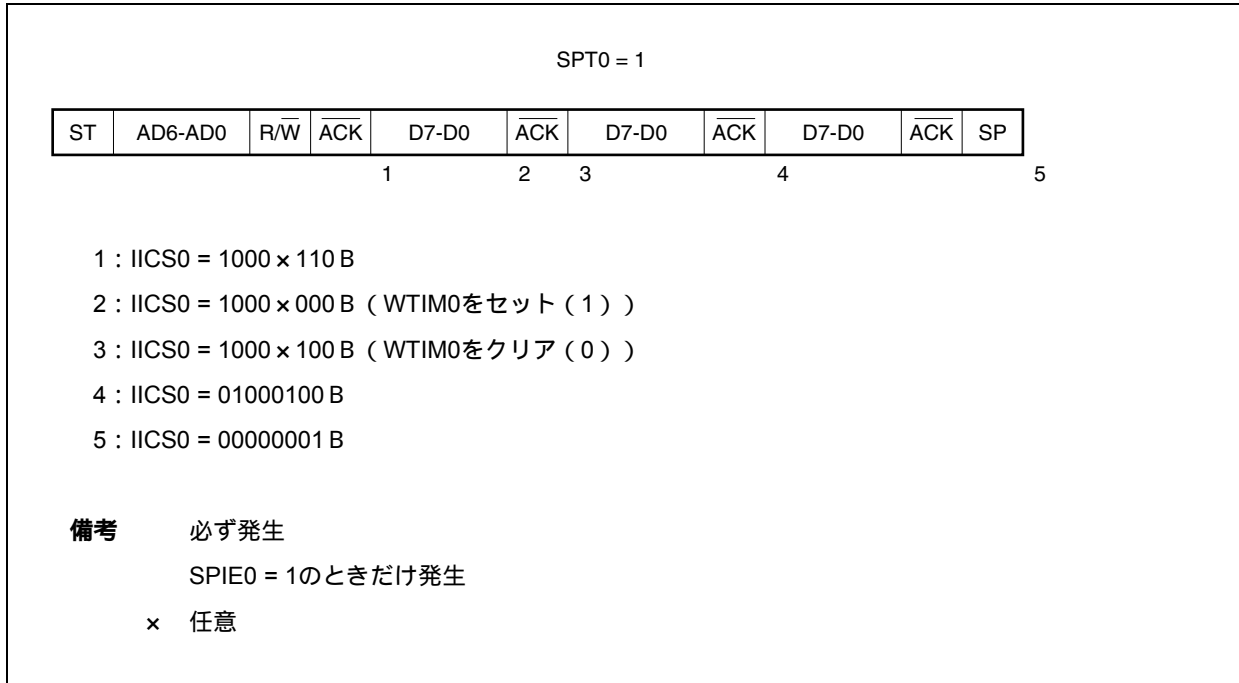 SPT0 = 1
ST AD6-AD0 R/W ACK D7-D0 ACK D7-D0 ACK D7-D0 ACK SP
1 2 3 4 5
1：IICS0 = 1000×110 B
2：IICS0 = 1000×000 B（WTIM0をセット（1））
3：IICS0 = 1000×100 B（WTIM0をクリア（0））
4：IICS0 = 01000100 B
5：IICS0 = 00000001 B
備考 必ず発生
SPIE0 = 1のときだけ発生
× 任意